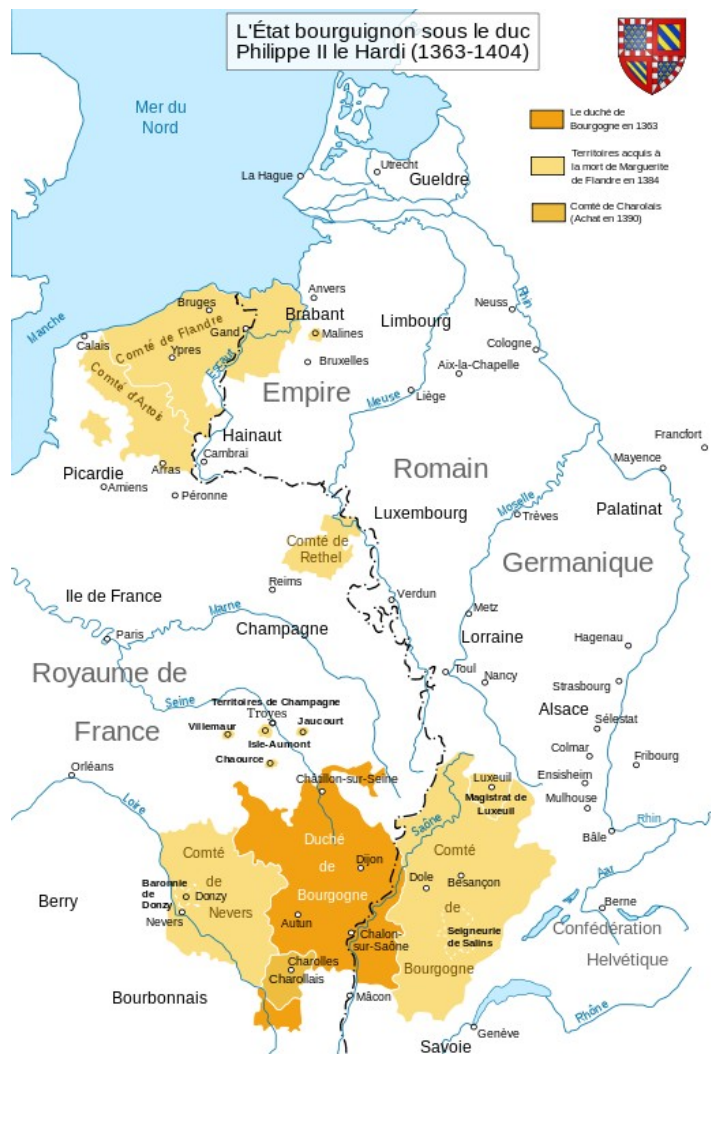 L'État bourguignon sous le duc
Philippe II le Hardi (1363-1404)
Le duché de
Bourgogne en 1363
Territoires acquis à
la mort de Marguerite
de Flandre en 1384
Comté de Charolais
(Achat en 1390)
Mer du
Nord
La Hague
Utrecht
Gueldre
Anvers
Bruges
Brabant
Neuss
Rhin
Manche
Comté de Flandre
Gand
Malines
Limbourg
Calais
Ypres
Cologne
Escaut
Bruxelles
Aix-la-Chapelle
Comté d'Artois
Empire
Meuse
Liège
Hainaut
Francfort
Cambrai
Mayence
Picardie
Arras
Romain
Amiens
Péronne
Moselle
Luxembourg
Trèves
Palatinat
Comté de
Rethel
Germanique
Reims
Ile de France
Verdun
Marne
Metz
Paris
Champagne
Lorraine
Hagenau
Royaume de
Toul
Nancy
Strasbourg
Seine
Territoires de Champagne
Troyes
Alsace
Villemaur
Jaucourt
Sélestat
France
Isle-Aumont
Colmar
Chaource
Fribourg
Orléans
Châtillon-sur-Seine
Luxeuil
Ensisheim
Magistrat de
Luxeuil
Mulhouse
Loire
Saône
Rhin
Bâle
Duché
de
Bourgogne
Comté
de
Nevers
Dijon
Comté
de
Bourgogne
Aar
Dole
Besançon
Baronnie
de
Donzy
Donzy
Berry
Nevers
Berne
Autun
Seigneurie
de Salins
Confédération
Helvétique
Chalon-
sur-Saône
Charolles
Charollais
Bourbonnais
Mâcon
Rhône
Genève
Savoie